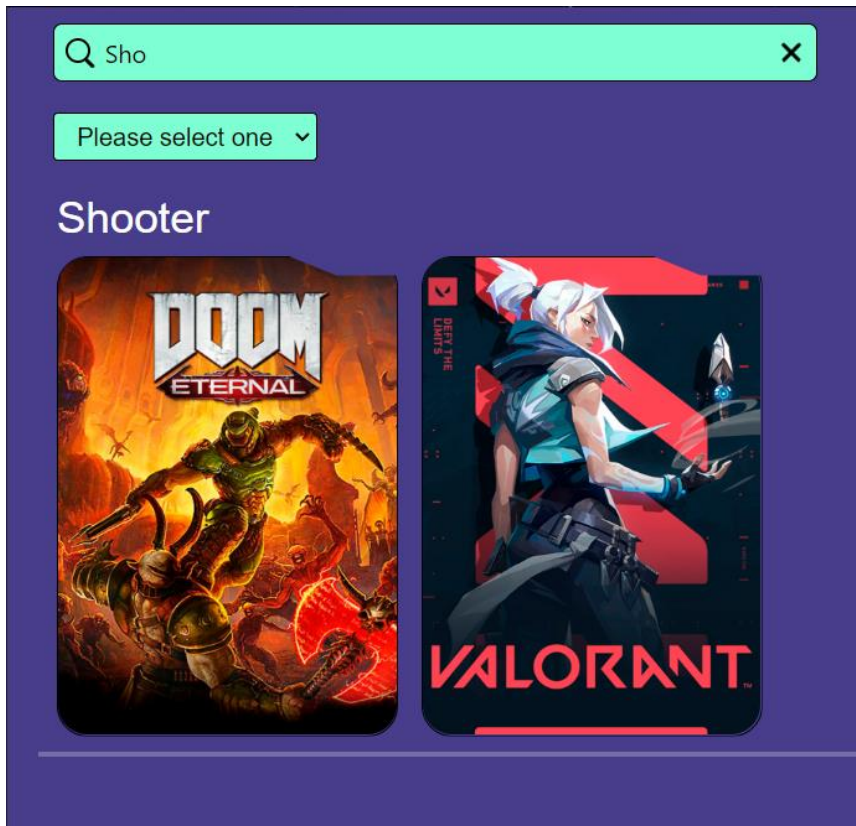 Sho
Please select one
Shooter
DOOM
ETERNAL
DEFY THE
LIMITS
VALORANT